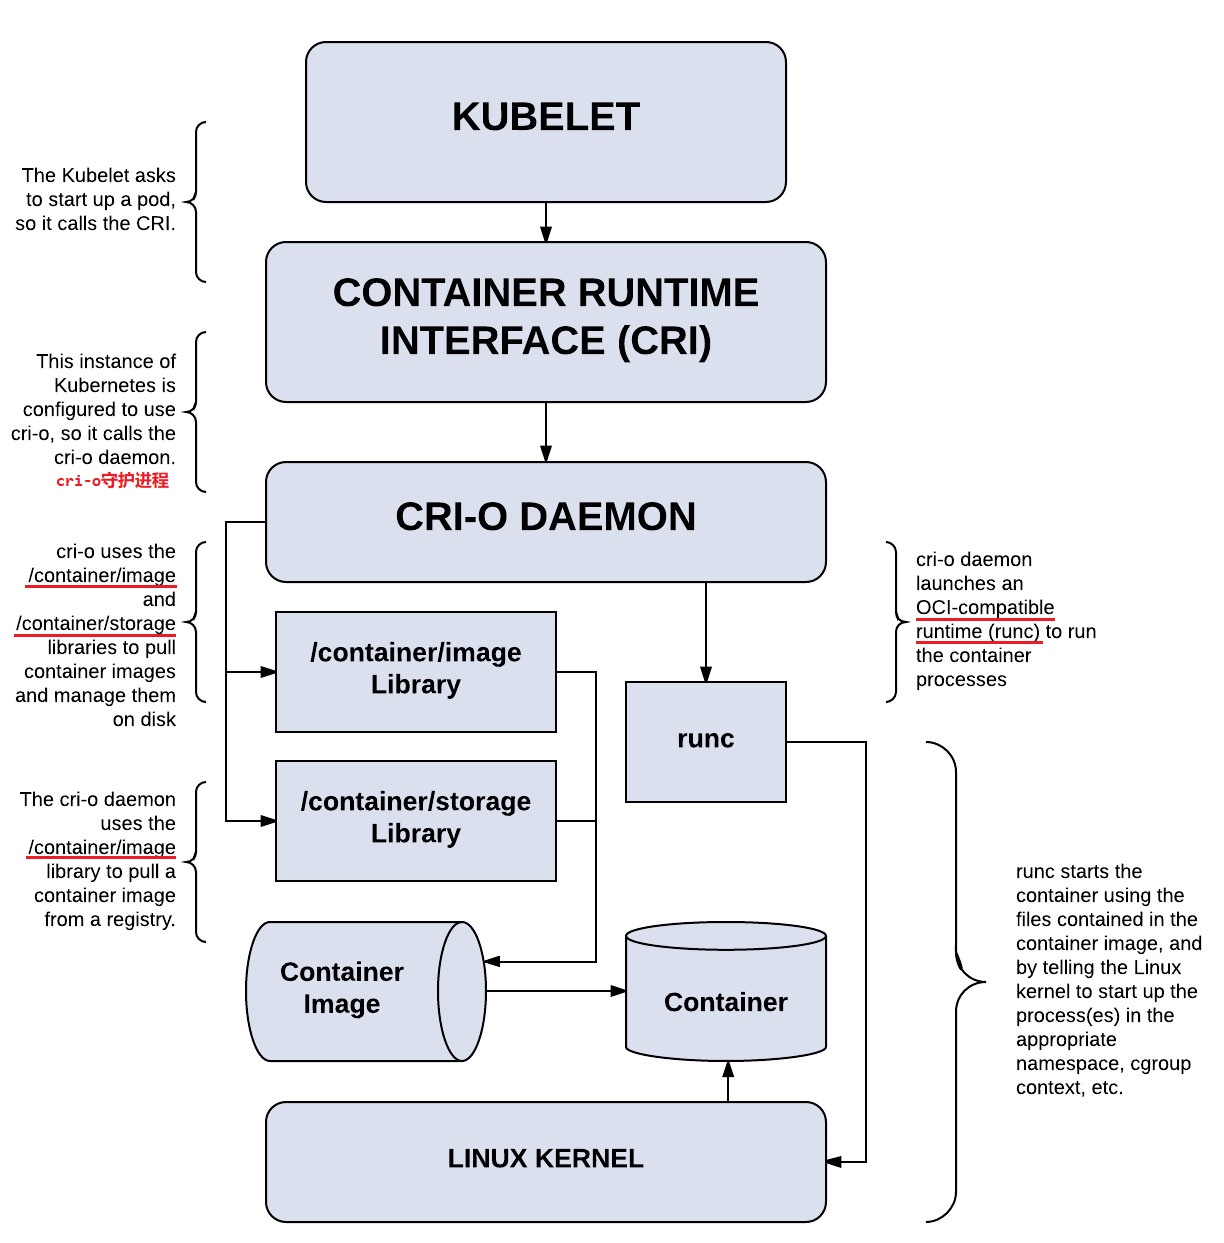 KUBELET
The Kubelet asks
to start up a pod,
so it calls the CRI.
CONTAINER RUNTIME
INTERFACE (CRI)
This instance of
Kubernetes is
configured to use
cri-o, so it calls the
cri-o daemon.
cri-o守护进程
CRI-O DAEMON
cri-o uses the
/container/image
and
/container/storage
libraries to pull
container images
and manage them
on disk
cri-o daemon
launches an
OCI-compatible
runtime (runc) to run
the container
processes
/container/image
Library
runc
/container/storage
Library
The cri-o daemon
uses the
/container/image
library to pull a
container image
from a registry.
runc starts the
container using the
files contained in the
container image, and
by telling the Linux
kernel to start up the
process(es) in the
appropriate
namespace, cgroup
context, etc.
Container
Image
Container
LINUX KERNEL